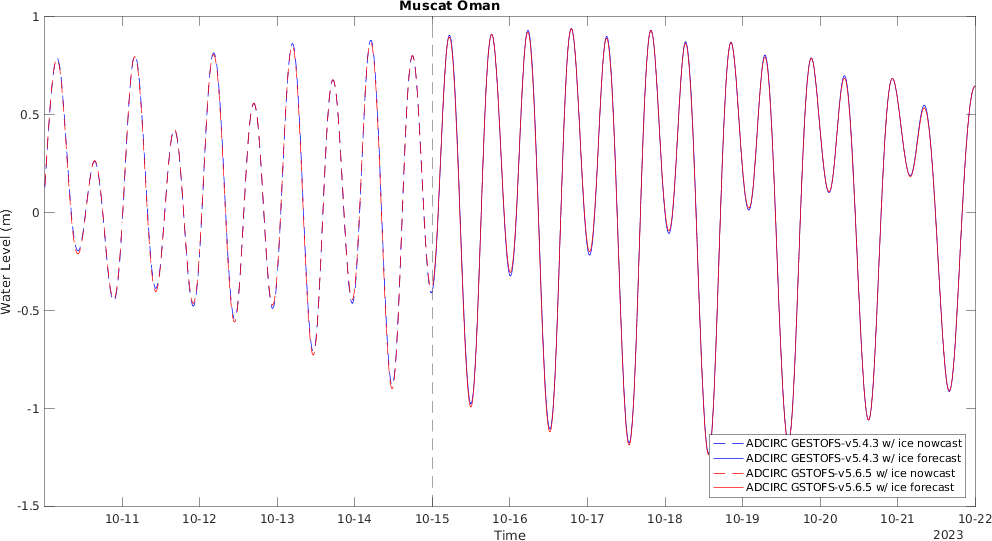 Muscat Oman
1
0.5
0
-0.5
-1
-1.5
Water Level (m)
ADCIRC GESTOFS-v5.4.3 w/ ice nowcast
ADCIRC GESTOFS-v5.4.3 w/ ice forecast
ADCIRC GSTOFS-v5.6.5 w/ ice nowcast
ADCIRC GSTOFS-v5.6.5 w/ ice forecast
10-11 10-12 10-13 10-14 10-15 10-16 10-17 10-18 10-19 10-20 10-21 10-22
Time
2023